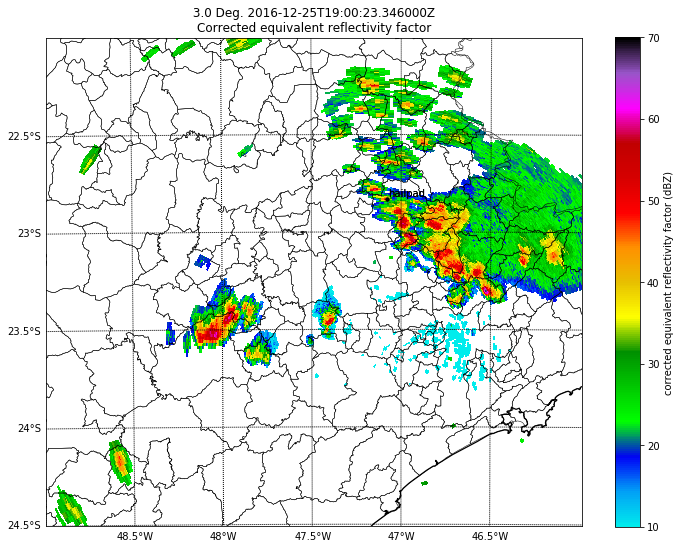 3.0 Deg. 2016-12-25T19:00:23.346000Z
Corrected equivalent reflectivity factor
70
60
50
40
30
20
10
corrected equivalent reflectivity factor (dBZ)
22.5°S
23°S
23.5°S
24°S
24.5°S
48.5°W
48°W
47.5°W
47°W
46.5°W